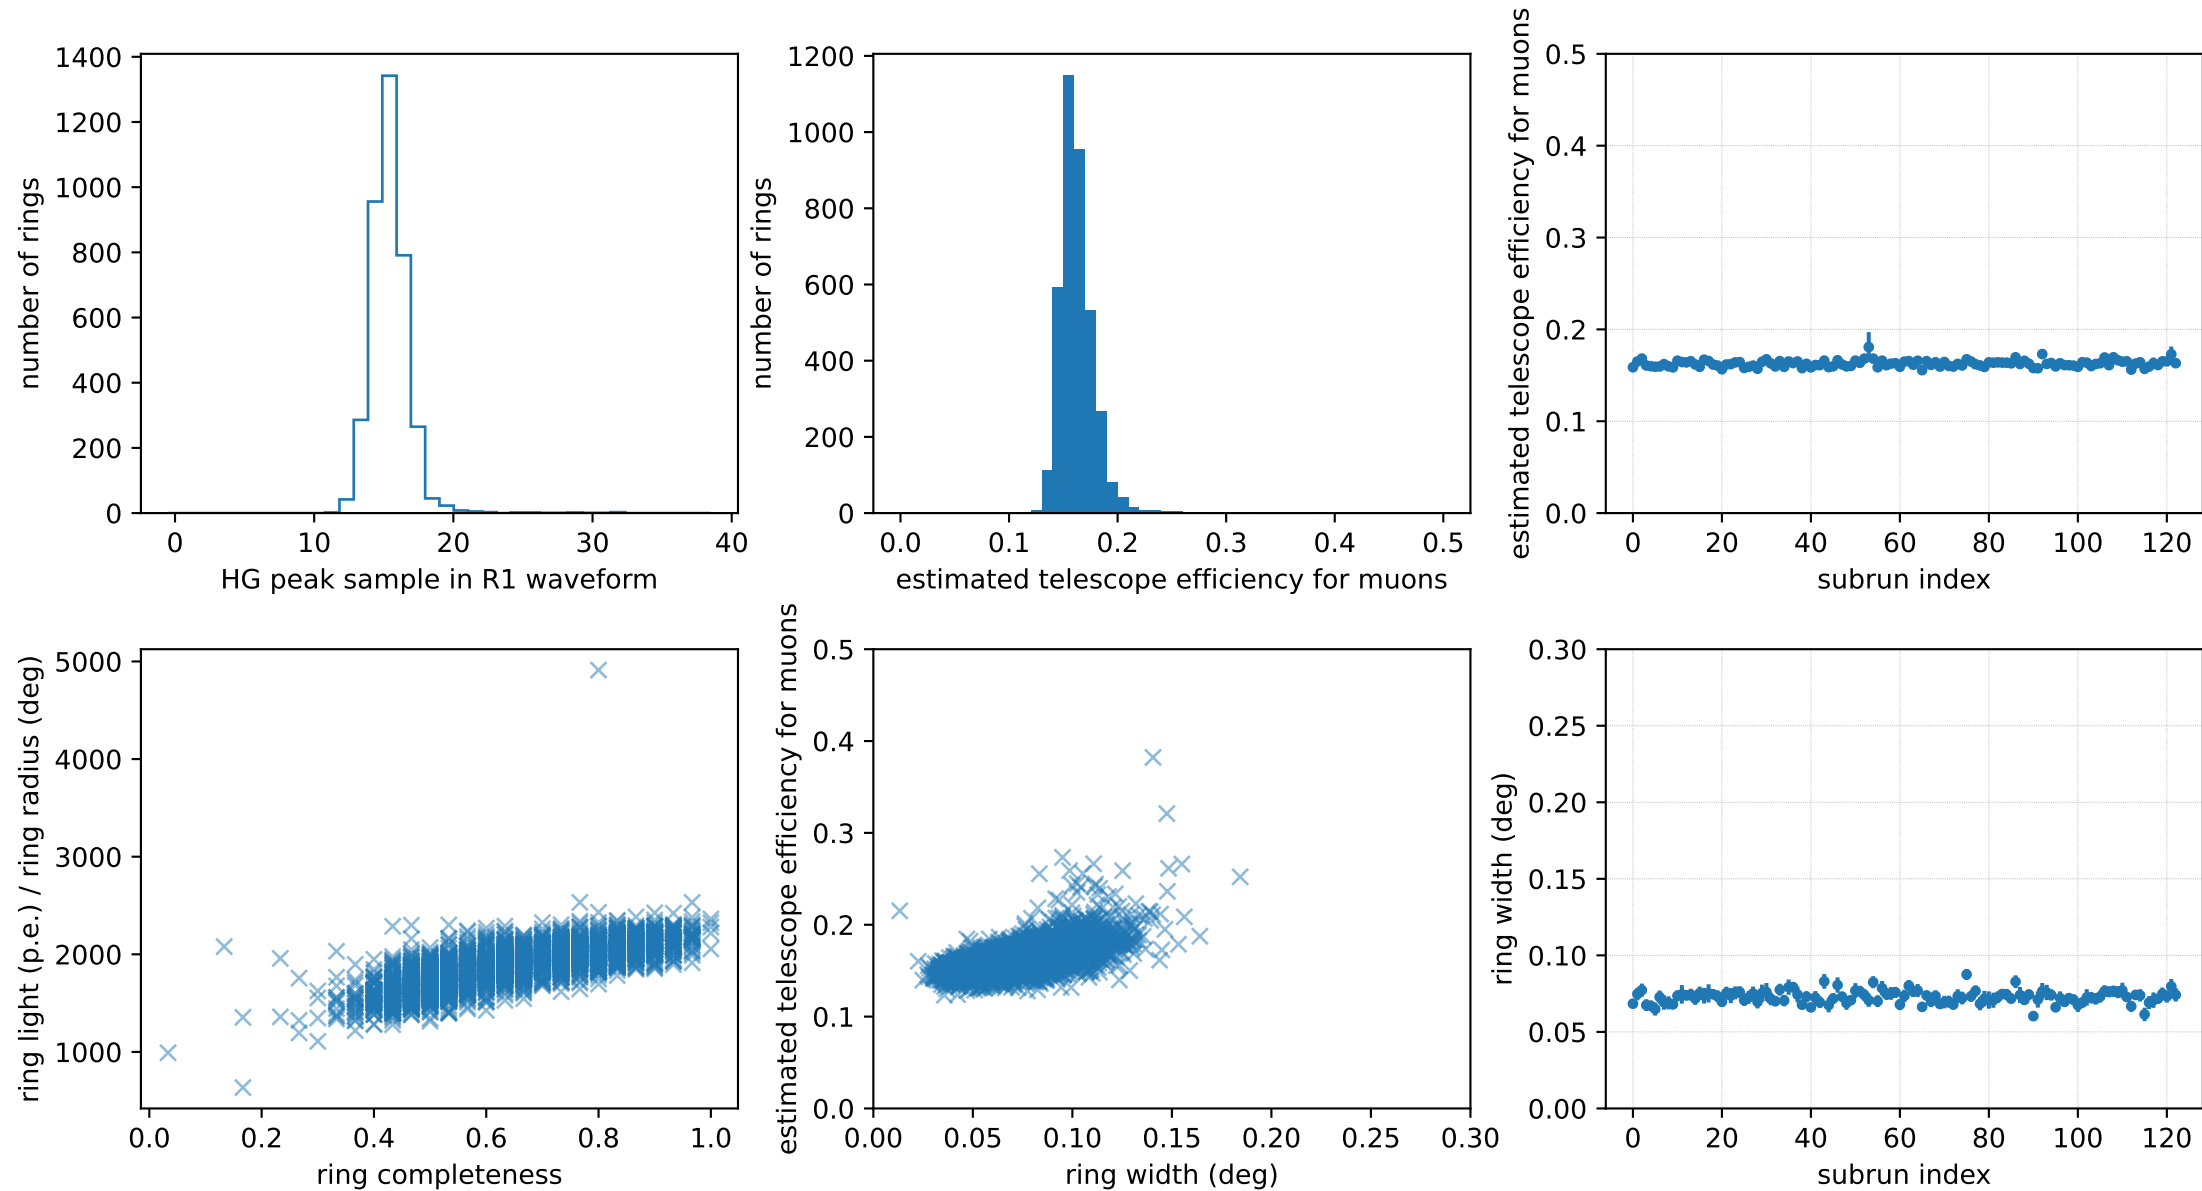 1400
1200
1000
800
600
400
200
0
number of rings
0 10 20 30 40
HG peak sample in R1 waveform
1200
1000
800
600
400
200
0
number of rings
0.0 0.1 0.2 0.3 0.4 0.5
estimated telescope efficiency for muons
0.5
0.4
0.3
0.2
0.1
0.0
estimated telescope efficiency for muons
0 20 40 60 80 100 120
subrun index
5000
4000
3000
2000
1000
ring light (p.e.) / ring radius (deg)
0.0 0.2 0.4 0.6 0.8 1.0
ring completeness
0.5
0.4
0.3
0.2
0.1
0.0
estimated telescope efficiency for muons
0.00 0.05 0.10 0.15 0.20 0.25 0.30
ring width (deg)
0.30
0.25
0.20
0.15
0.10
0.05
0.00
ring width (deg)
0 20 40 60 80 100 120
subrun index